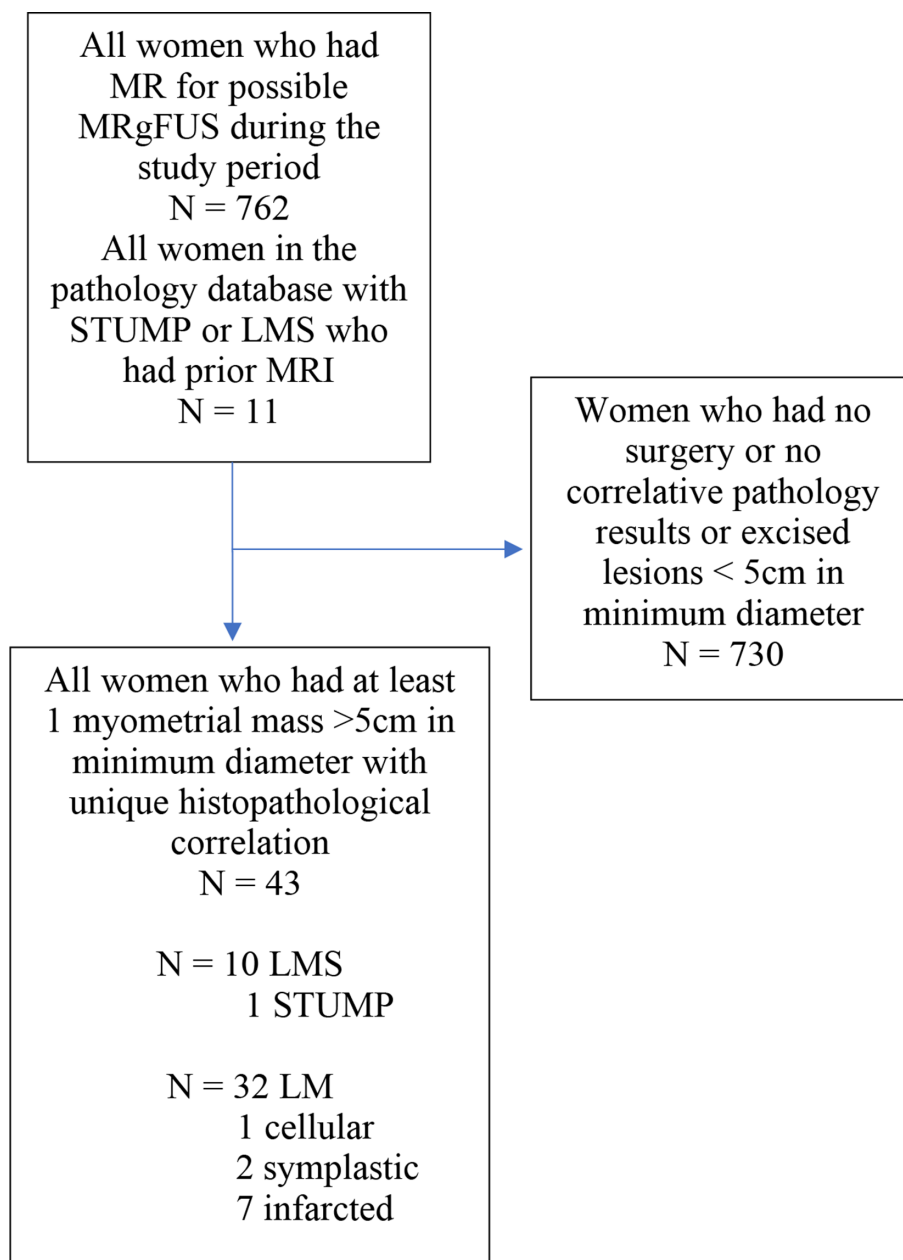 All women who had
MR for possible
MRgFUS during the
study period
N = 762
All women in the
pathology database with
STUMP or LMS who
had prior MRI
N = 11
Women who had no
surgery or no
correlative pathology
results or excised
lesions < 5cm in
minimum diameter
N = 730
All women who had at least
1 myometrial mass >5cm in
minimum diameter with
unique histopathological
correlation
N = 43
N = 10 LMS
1 STUMP
N = 32 LM
1 cellular
2 symplastic
7 infarcted